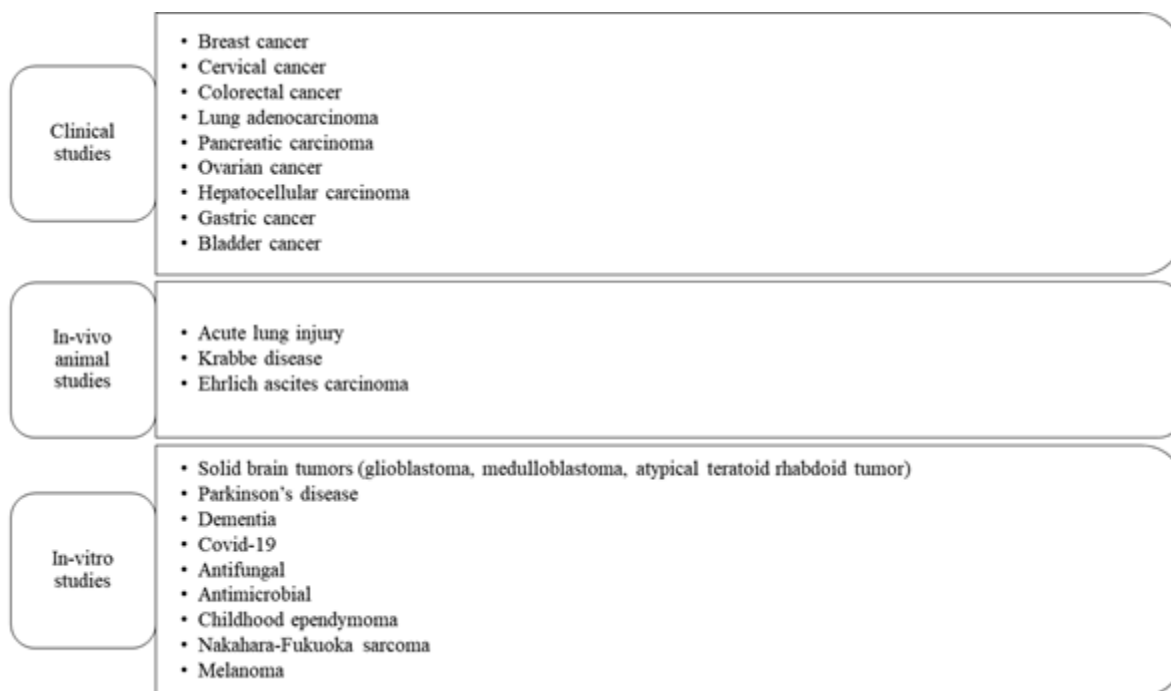 Clinical
studies
• Breast cancer
• Cervical cancer
• Colorectal cancer
• Lung adenocarcinoma
• Pancreatic carcinoma
• Ovarian cancer
• Hepatocellular carcinoma
• Gastric cancer
• Bladder cancer
In-vivo
animal
studies
• Acute lung injury
• Krabbe disease
• Ehrlich ascites carcinoma
In-vitro
studies
• Solid brain tumors (glioblastoma, medulloblastoma, atypical teratoid rhabdoid tumor)
• Parkinson’s disease
• Dementia
• Covid-19
• Antifungal
• Antimicrobial
• Childhood ependymoma
• Nakahara-Fukuoka sarcoma
• Melanoma